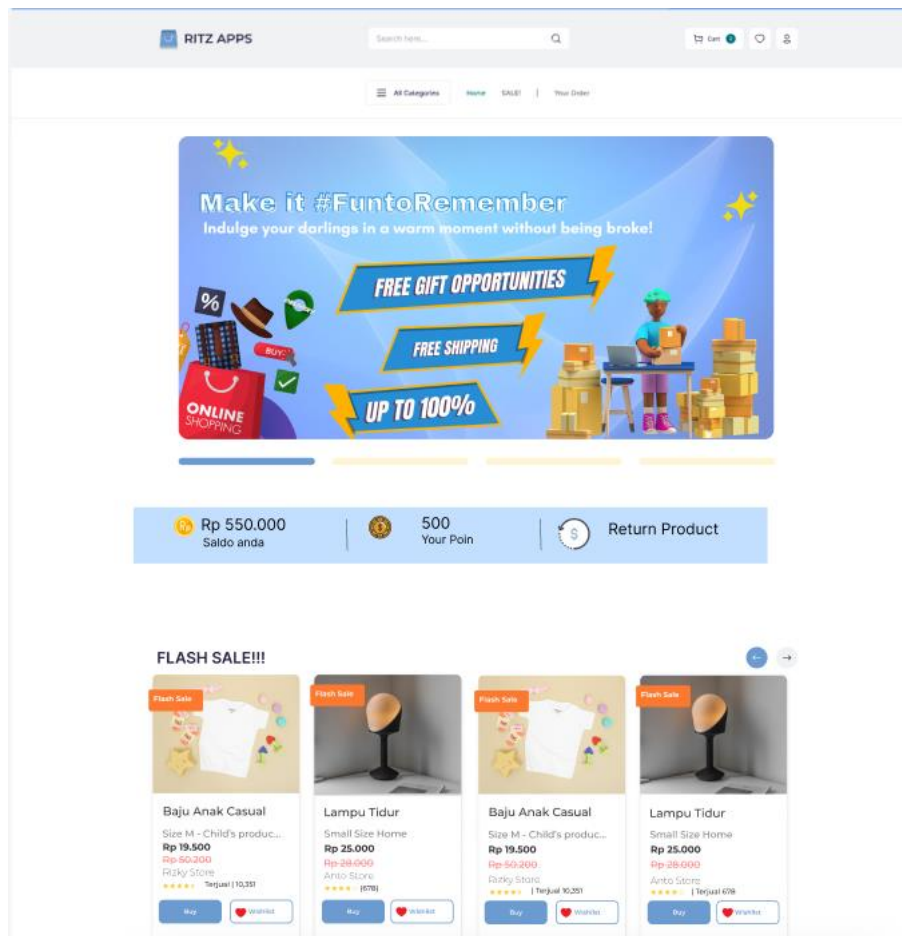 RITZ APPS
Search here...
Cart
All Categories
Home
SALE!
|
Your Order
Make it #FuntoRemember
Indulge your darlings in a warm moment without being broke!
FREE GIFT OPPORTUNITIES
%
FREE SHIPPING
BUY
UP TO 100%
ONLINE
SHOPPING
Rp 550.000
Saldo anda
500
Your Poin
Return Product
FLASH SALE!!!
Flash Sale
Baju Anak Casual
Size M - Child's produc...
Rp 19.500
Rp 50.200
Rizky Store
Terjual | 10,351
Buy
Wishlist
Flash Sale
Lampu Tidur
Small Size Home
Rp 25.000
Rp 28.000
Anto Store
(678)
Buy
Wishlist
Flash Sale
Baju Anak Casual
Size M - Child's produc...
Rp 19.500
Rp 50.200
Rizky Store
| Terjual 10,351
Buy
Wishlist
Flash Sale
Lampu Tidur
Small Size Home
Rp 25.000
Rp 28.000
Anto Store
| Terjual 678
Buy
Wishlist